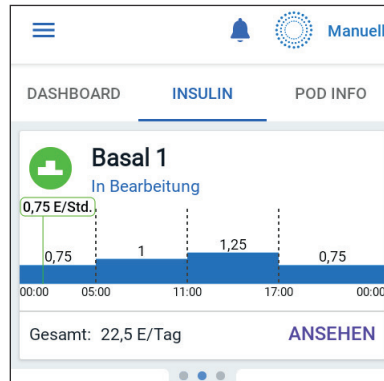 Manuell
DASHBOARD INSULIN POD INFO
Basal 1
In Bearbeitung
0,75 E/Std.
0,75 1 1,25 0,75
00:00 05:00 11:00 17:00 00:00
Gesamt: 22,5 E/Tag ANSEHEN